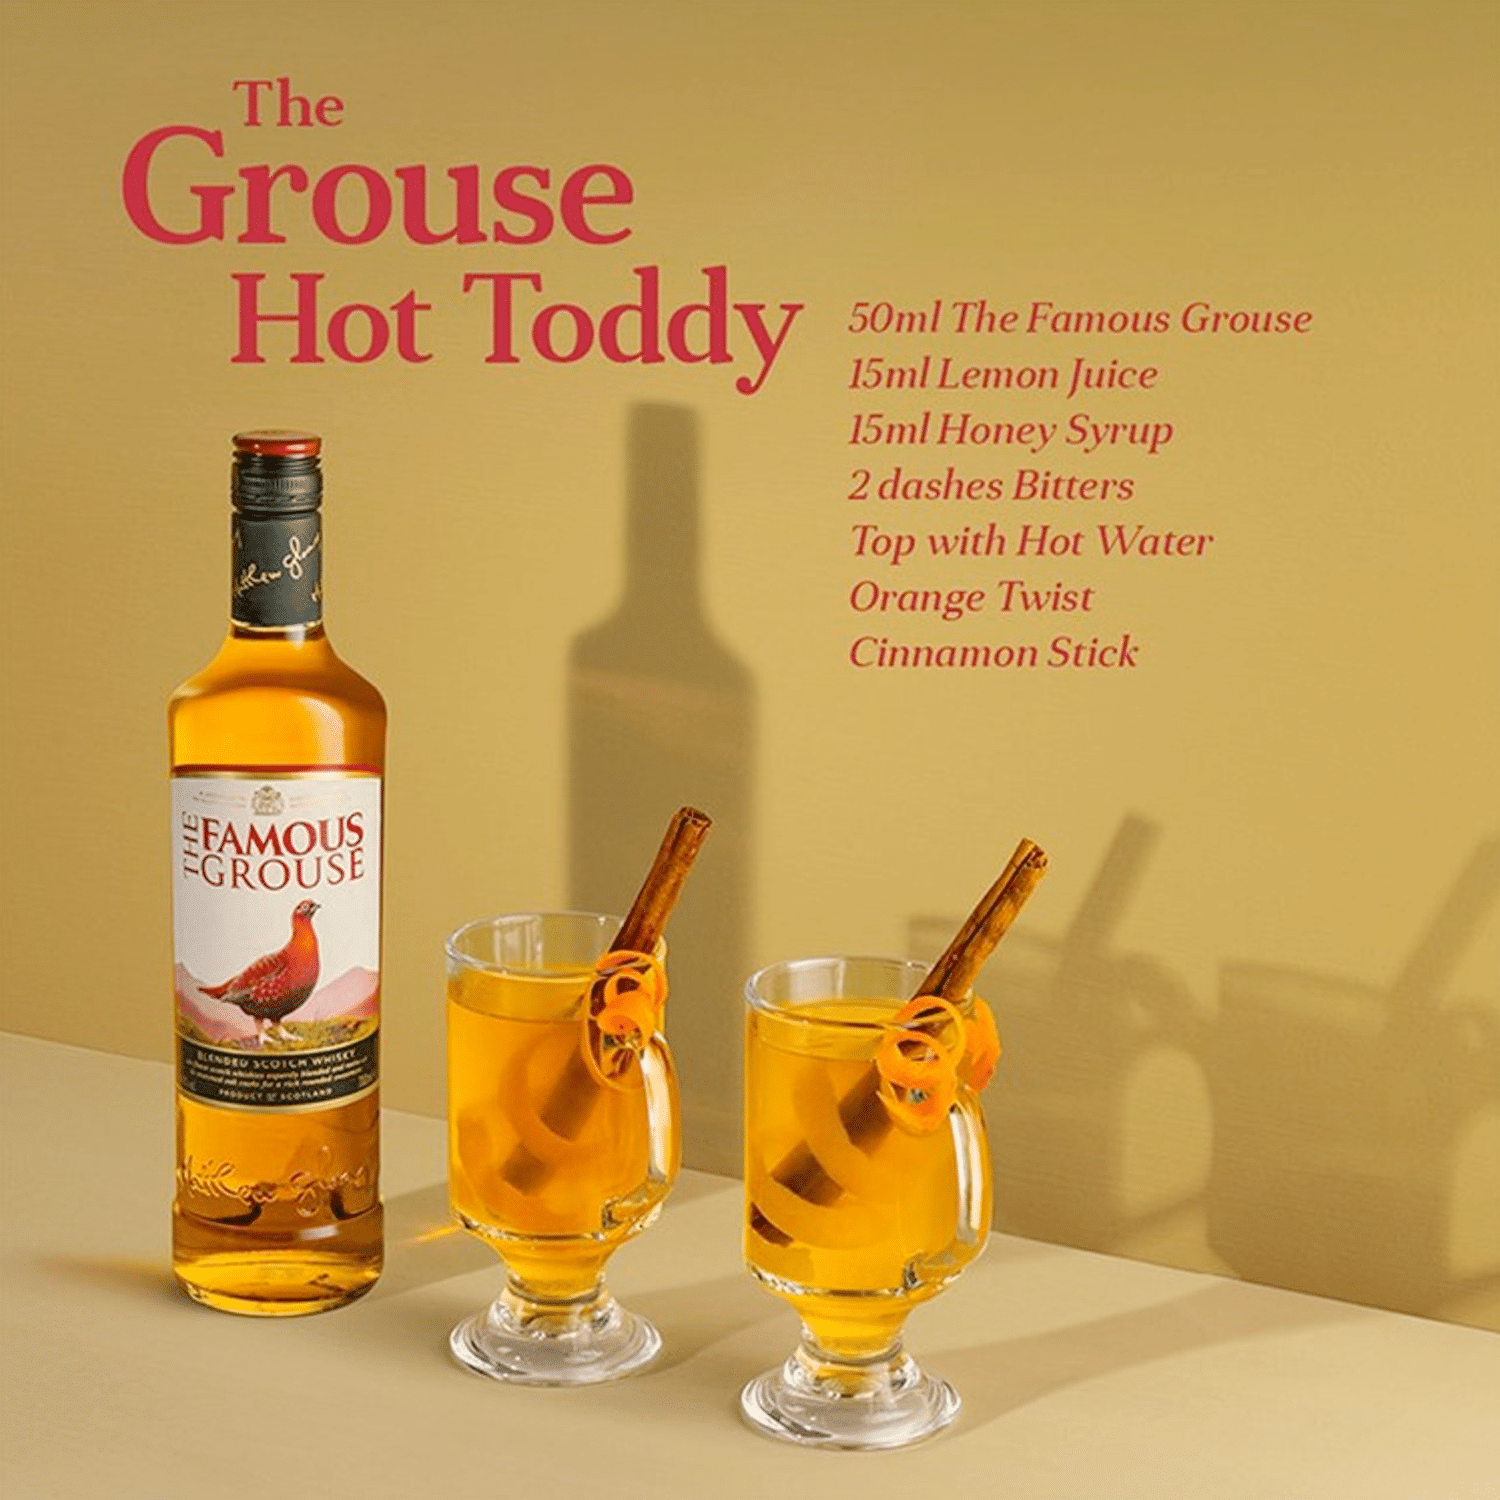 The
Grouse
Hot Toddy
50ml The Famous Grouse
15ml Lemon Juice
15ml Honey Syrup
2 dashes Bitters
Top with Hot Water
Orange Twist
Cinnamon Stick
THE
FAMOUS
GROUSE
BLENDED SCOTCH WHISKY
PRODUCT OF SCOTLAND